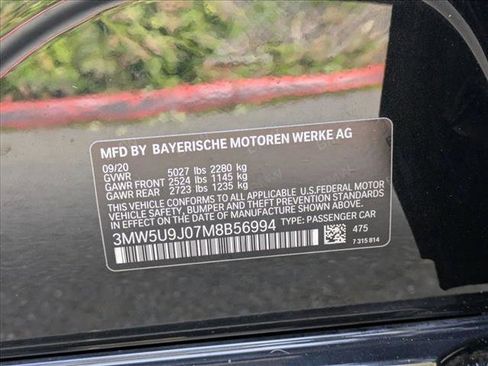 MFD BY BAYERISCHE MOTOREN WERKE AG
09/20
GVWR 5027 lbs 2280 kg
GAWR FRONT 2524 lbs 1145 kg
GAWR REAR 2723 lbs 1235 kg
THIS VEHICLE CONFORMS TO ALL APPLICABLE U.S.FEDERAL MOTOR
VEHICLE SAFETY, BUMPER AND THEFT PREVENTION STANDARDS
IN EFFECT ON THE DATE OF MANUFACTURE SHOWN ABOVE.
3MW5U9J07M8B56994 TYPE: PASSENGER CAR
475
7 315 814